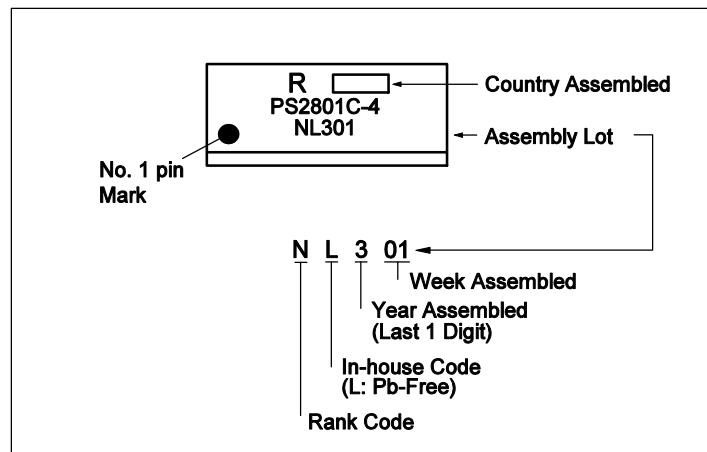 R
Country Assembled
PS2801C-4
NL301
Assembly Lot
No. 1 pin
Mark
N L 3 01
Week Assembled
Year Assembled
(Last 1 Digit)
In-house Code
(L: Pb-Free)
Rank Code